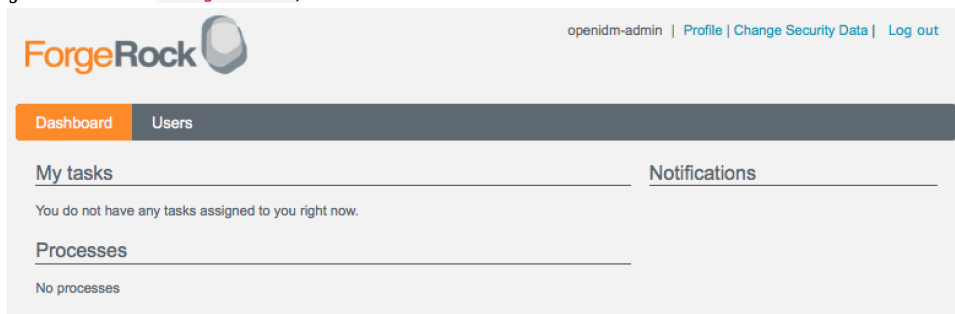 openidm-admin | Profile | Change Security Data | Log out
ForgeRock
Dashboard Users
My tasks
Notifications
You do not have any tasks assigned to you right now.
Processes
No processes